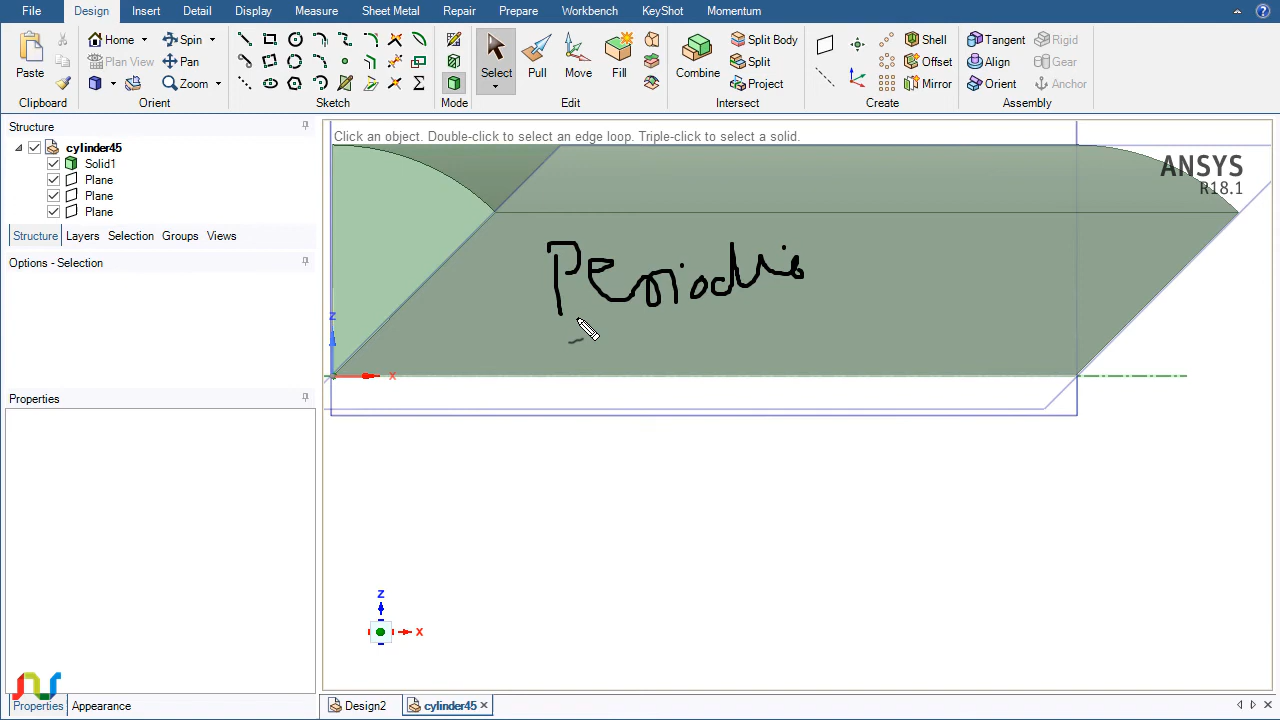 File Design Insert Detail Display Measure Sheet Metal Repair Prepare Workbench KeyShot Momentum
Paste
Home Spin
Plan View Pan
Zoom
Select
Pull
Move
Fill
Combine
Split Body
Split
Project
Shell
Offset
Mirror
Tangent Rigid
Align Gear
Orient Anchor
Clipboard Orient Sketch Mode Edit Intersect Create Assembly
Structure
cylinder45
Solid1
Plane
Plane
Plane
Structure Layers Selection Groups Views
Options - Selection
Properties
Click an object. Double-click to select an edge loop. Triple-click to select a solid.
ANSYS
R18.1
Z
X
Z
X
Properties Appearance
Design2 cylinder45